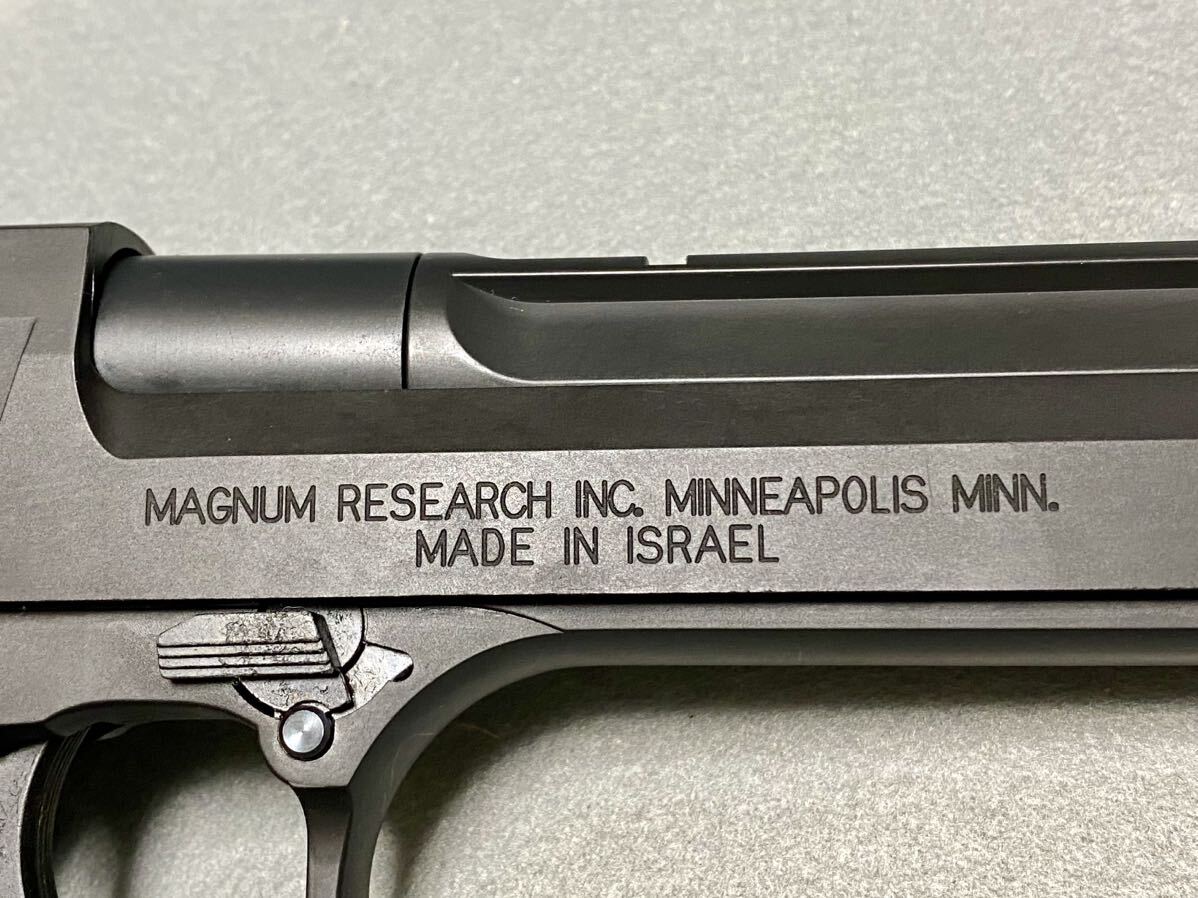 MAGNUM RESEARCH INC. MINNEAPOLIS MINN.
MADE IN ISRAEL